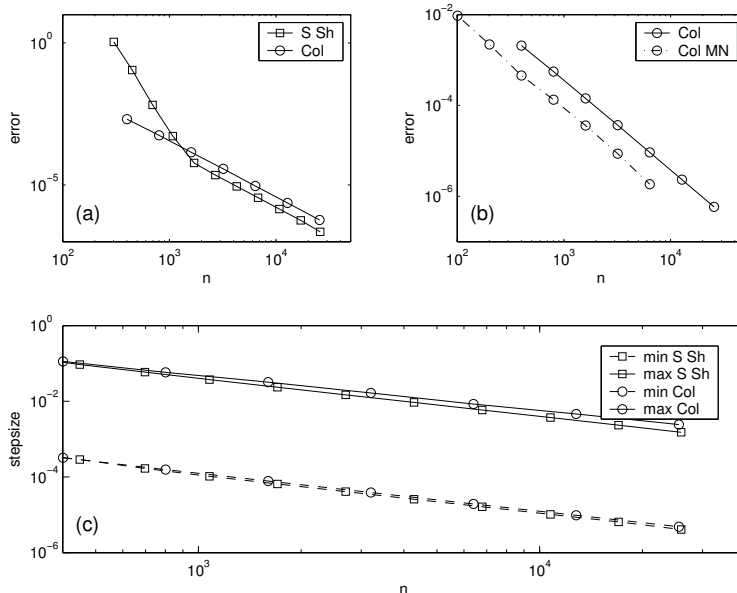 S Sh
Col
10^0
10^-5
error
(a)
10^2
10^3
10^4
n
Col
Col MN
10^-2
10^-4
10^-6
error
(b)
10^2
10^3
10^4
n
min S Sh
max S Sh
min Col
max Col
10^0
10^-2
10^-4
10^-6
stepsize
(c)
10^3
10^4
n